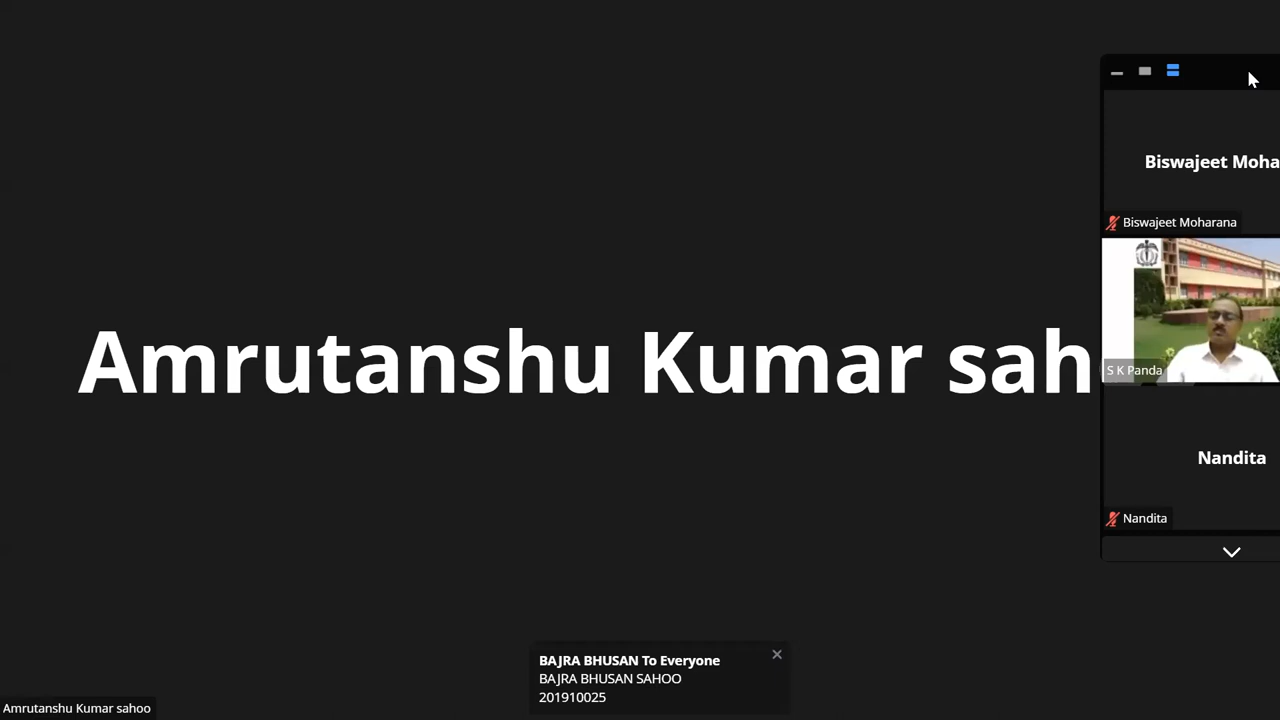 Amrutanshu Kumar sah
Biswajeet Moha
Biswajeet Moharana
S K Panda
Nandita
Nandita
BAJRA BHUSAN To Everyone
BAJRA BHUSAN SAHOO
201910025
Amrutanshu Kumar sahoo